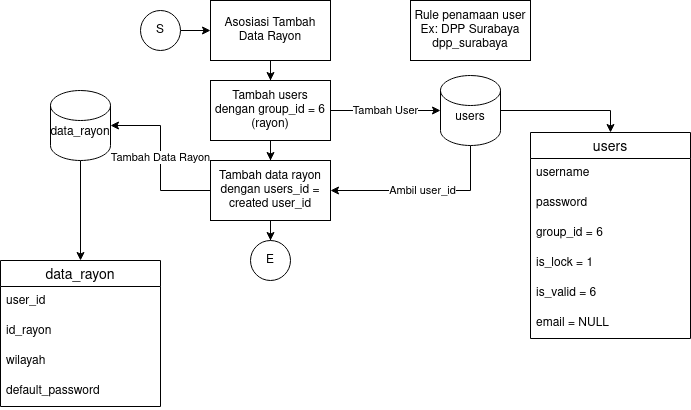 S
Asosiasi Tambah
Data Rayon
Rule penamaan user
Ex: DPP Surabaya
dpp_surabaya
Tambah users
dengan group_id = 6
(rayon)
Tambah User
users
data_rayon
Tambah Data Rayon
Tambah data rayon
dengan users_id =
created user_id
Ambil user_id
E
users
username
password
group_id = 6
is_lock = 1
is_valid = 6
email = NULL
data_rayon
user_id
id_rayon
wilayah
default_password